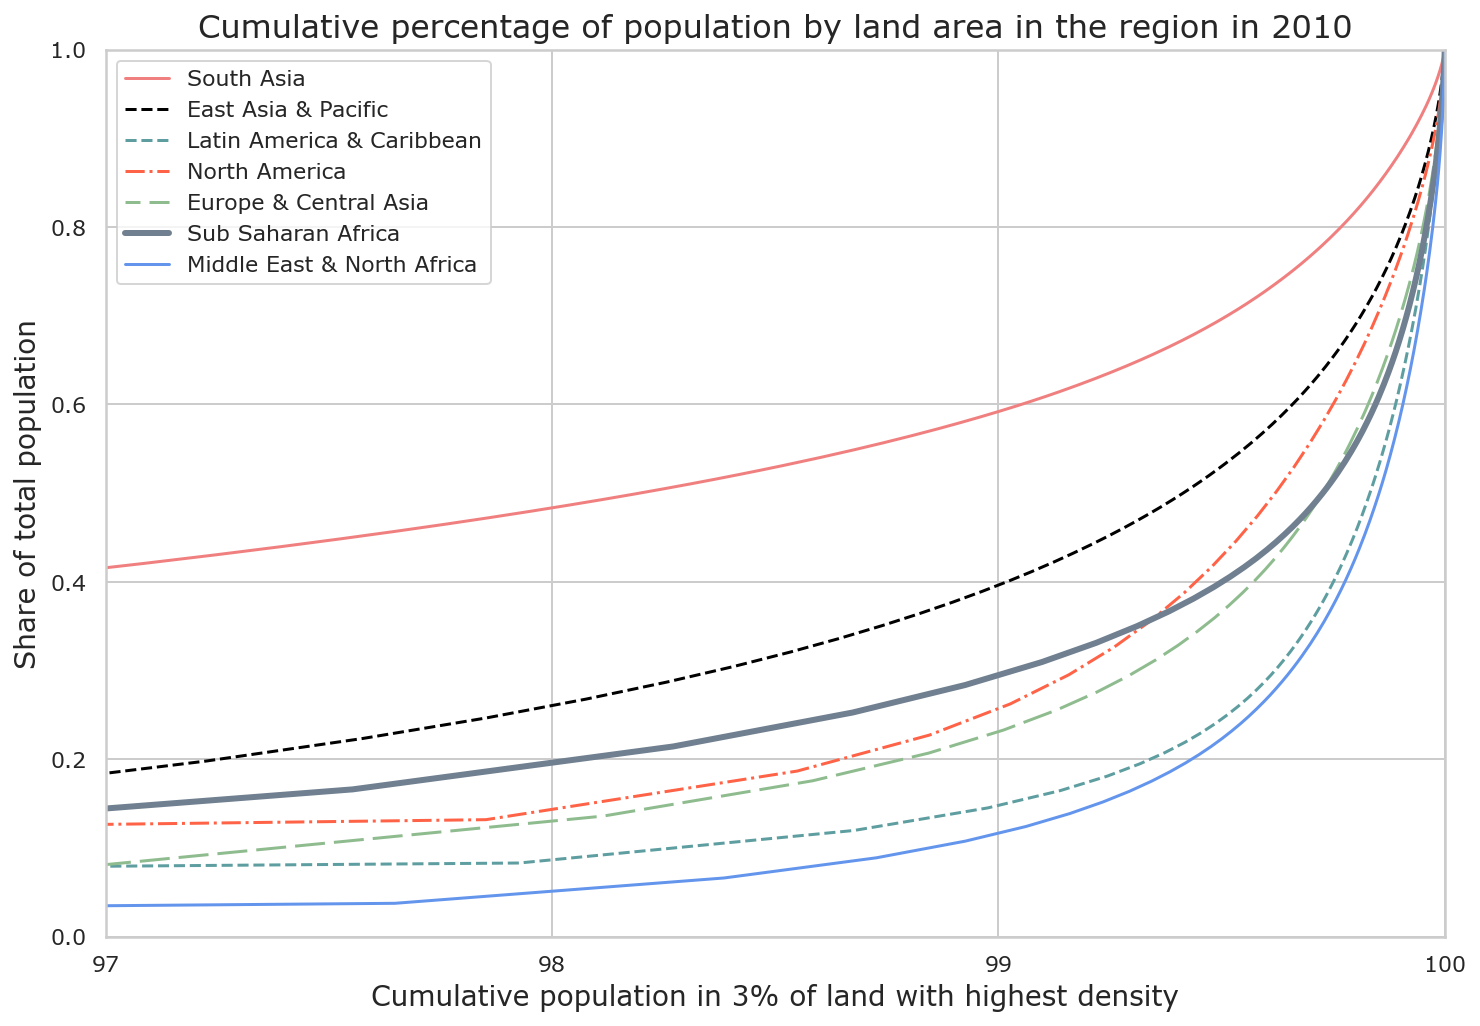 Cumulative percentage of population by land area in the region in 2010
1.0
South Asia
East Asia & Pacific
Latin America & Caribbean
North America
Europe & Central Asia
Sub Saharan Africa
Middle East & North Africa
0.8
0.6
0.4
0.2
0.0
Share of total population
97 98 99 100
Cumulative population in 3% of land with highest density